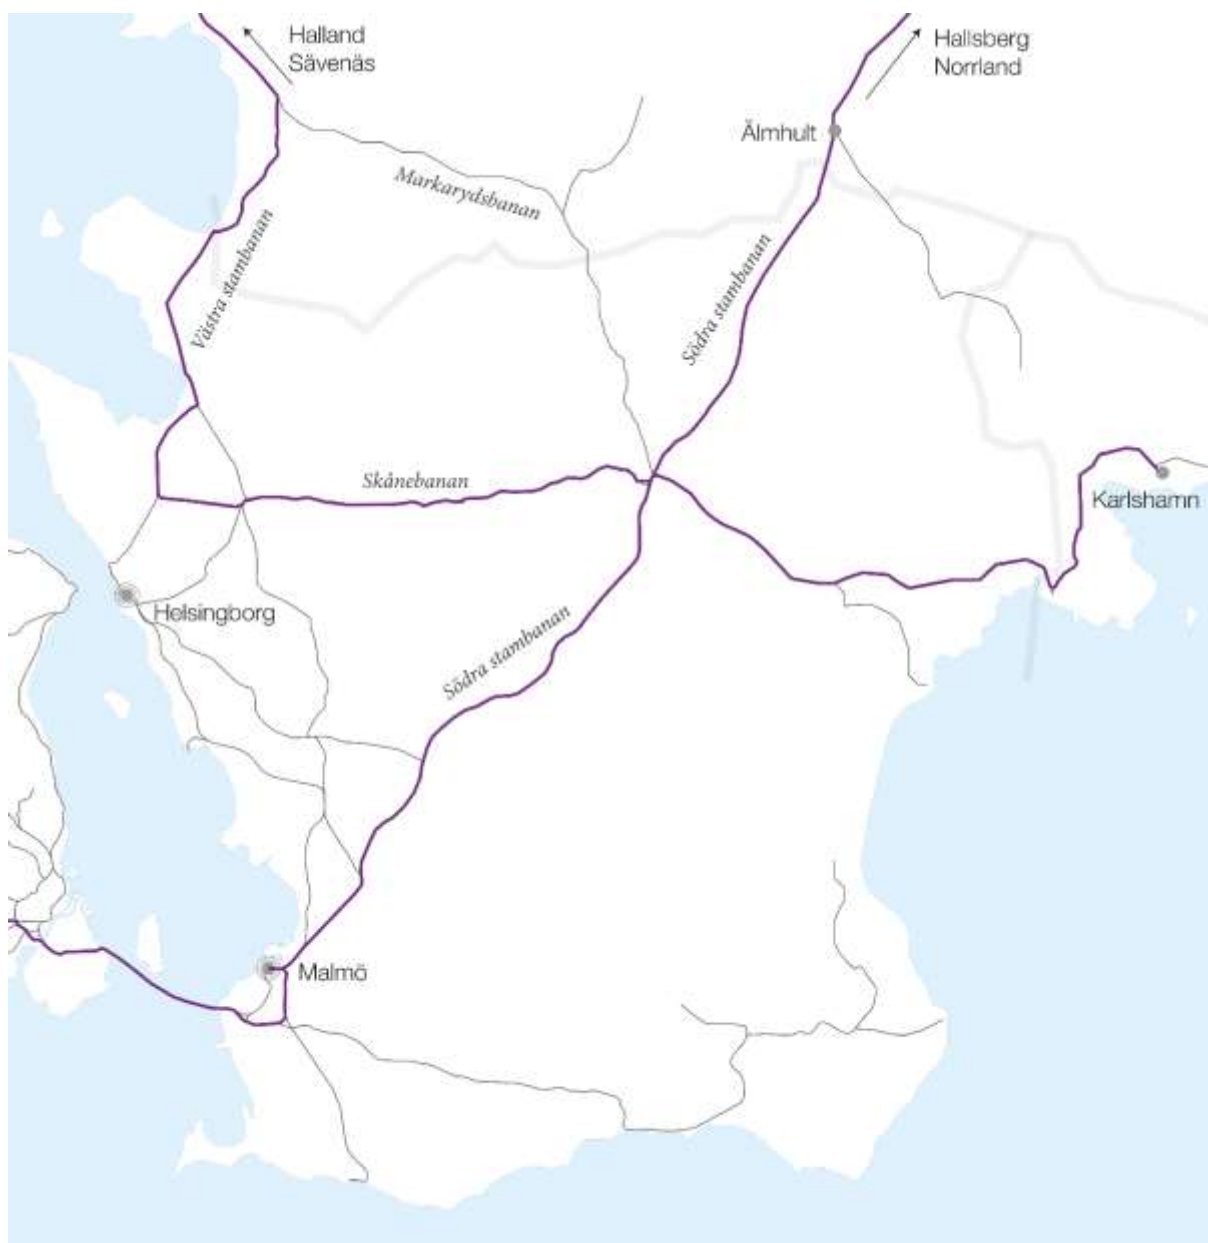 Halland
Sävenäs
Hallsberg
Norrland
Älmhult
Markarydsbanan
Västra stambanan
Södra stambanan
Skånebanan
Karlshamn
Helsingborg
Södra stambanan
Malmö